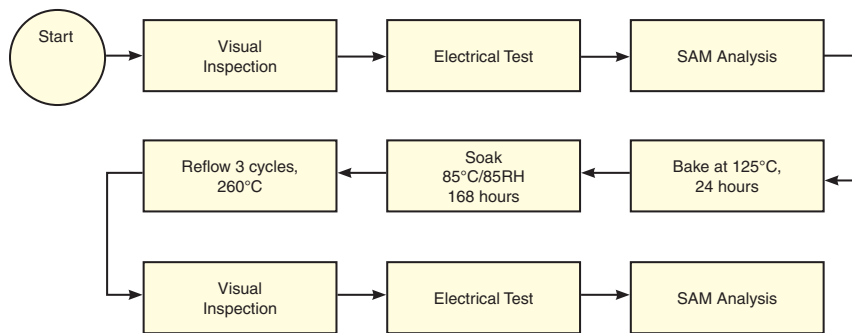 Start
Visual
Inspection
Electrical Test
SAM Analysis
Bake at 125°C,
24 hours
Soak
85°C/85RH
168 hours
Reflow 3 cycles,
260°C
Visual
Inspection
Electrical Test
SAM Analysis